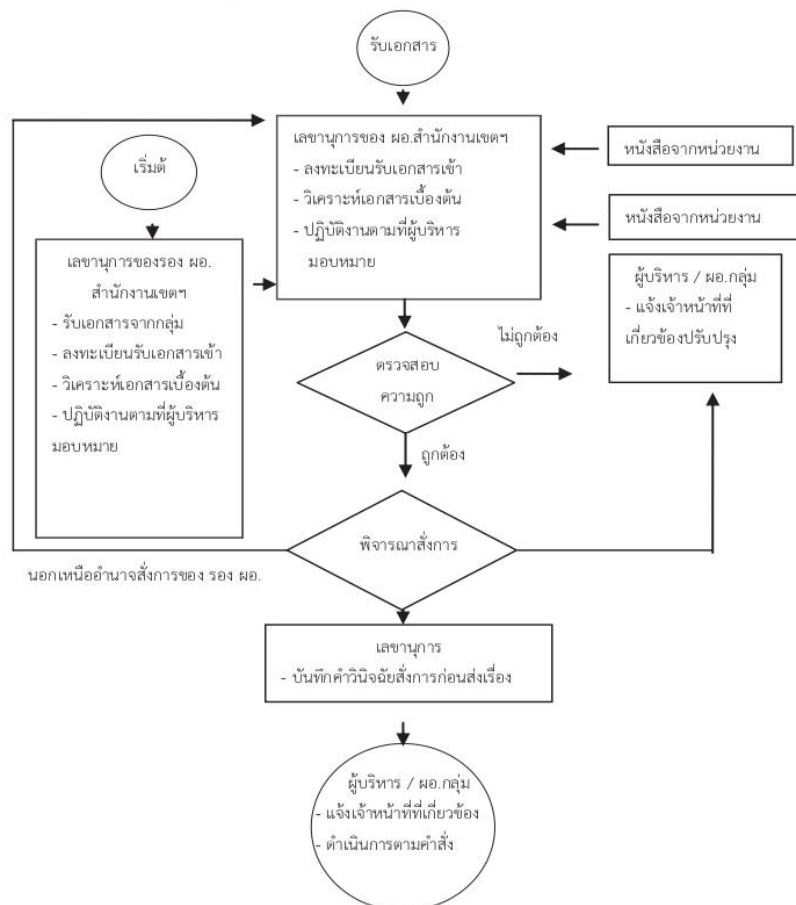 รับเอกสาร
เลขานุการของ ผอ.สำนักงานเขตฯ
- ลงทะเบียนรับเอกสารเข้า
- วิเคราะห์เอกสารเบื้องต้น
- ปฏิบัติงานตามที่ผู้บริหาร
มอบหมาย
หนังสือจากหน่วยงาน
หนังสือจากหน่วยงาน
เริ่มต้
เลขานุการของรอง ผอ.
สำนักงานเขตฯ
- รับเอกสารจากกลุ่ม
- ลงทะเบียนรับเอกสารเข้า
- วิเคราะห์เอกสารเบื้องต้น
- ปฏิบัติงานตามที่ผู้บริหาร
มอบหมาย
ผู้บริหาร / ผอ.กลุ่ม
- แจ้งเจ้าหน้าที่ที่
เกี่ยวข้องปรับปรุง
ไม่ถูกต้อง
ตรวจสอบ
ความถูก
ถูกต้อง
พิจารณาสั่งการ
นอกเหนืออำนาจสั่งการของ รอง ผอ.
เลขานุการ
- บันทึกคำวินิจฉัยสั่งการก่อนส่งเรื่อง
ผู้บริหาร / ผอ.กลุ่ม
- แจ้งเจ้าหน้าที่ที่เกี่ยวข้อง
- ดำเนินการตามคำสั่ง